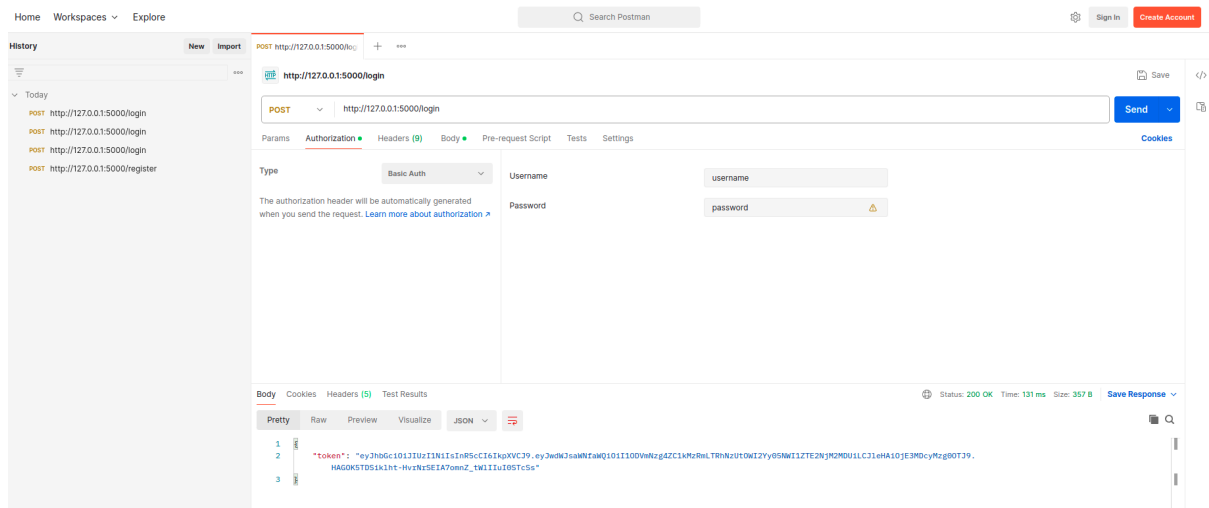 Home Workspaces Explore Search Postman Sign In Create Account
History New Import
POST http://127.0.0.1:5000/log
Today
POST http://127.0.0.1:5000/login
POST http://127.0.0.1:5000/login
POST http://127.0.0.1:5000/login
POST http://127.0.0.1:5000/register
HTTP http://127.0.0.1:5000/login Save
POST http://127.0.0.1:5000/login Send
Params Authorization Headers (9) Body Pre-request Script Tests Settings Cookies
Type Basic Auth
The authorization header will be automatically generated
when you send the request. Learn more about authorization ↗
Username username
Password password
Body Cookies Headers (5) Test Results Status: 200 OK Time: 131 ms Size: 357 B Save Response
Pretty Raw Preview Visualize JSON
1 {
2 "token": "eyJhbGciOiJIUzI1NiIsInR5cCI6IkpXVCJ9.eyJwdWJsaWNfaWQiOiI1ODVmNzg4ZC1kMzRmLTRhNzUtOWI2Yy05NWI1ZTE2NjM2MDUiLCJleHAiOjE3MDcyMzg0OTJ9.
HAGOK5TDSiklht-HvrNrSEIA7omnZ_tWlIIuI0STcSs"
3 }